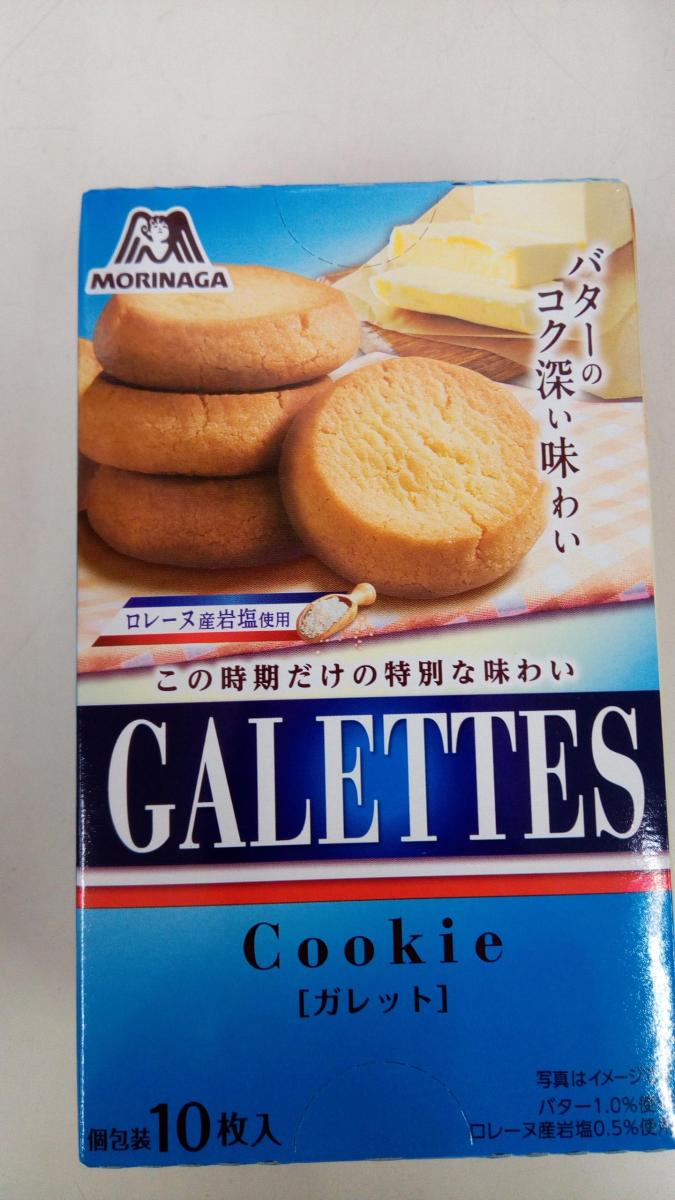 MORINAGA
バターの
コク深い味わい
ロレーヌ産岩塩使用
この時期だけの特別な味わい
GALETTES
Cookie
[ガレット]
個包装10枚入
写真はイメージ
バター1.0%使
ロレーヌ産岩塩0.5%使用